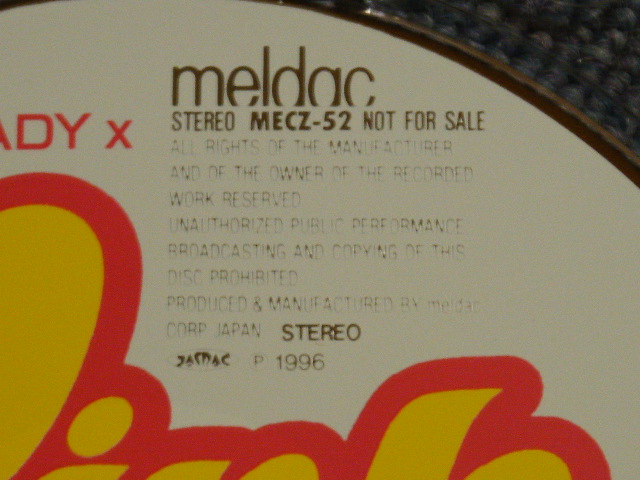 meldac
ADY x
STEREO MECZ-52 NOT FOR SALE
ALL RIGHTS OF THE MANUFACTURER
AND OF THE OWNER OF THE RECORDED
WORK RESERVED
UNAUTHORIZED PUBLIC PERFORMANCE
BROADCASTING AND COPYING OF THIS
DISC PROHIBITED
PRODUCED & MANUFACTURED BY meldac
CORP JAPAN STEREO
JASRAC P 1996